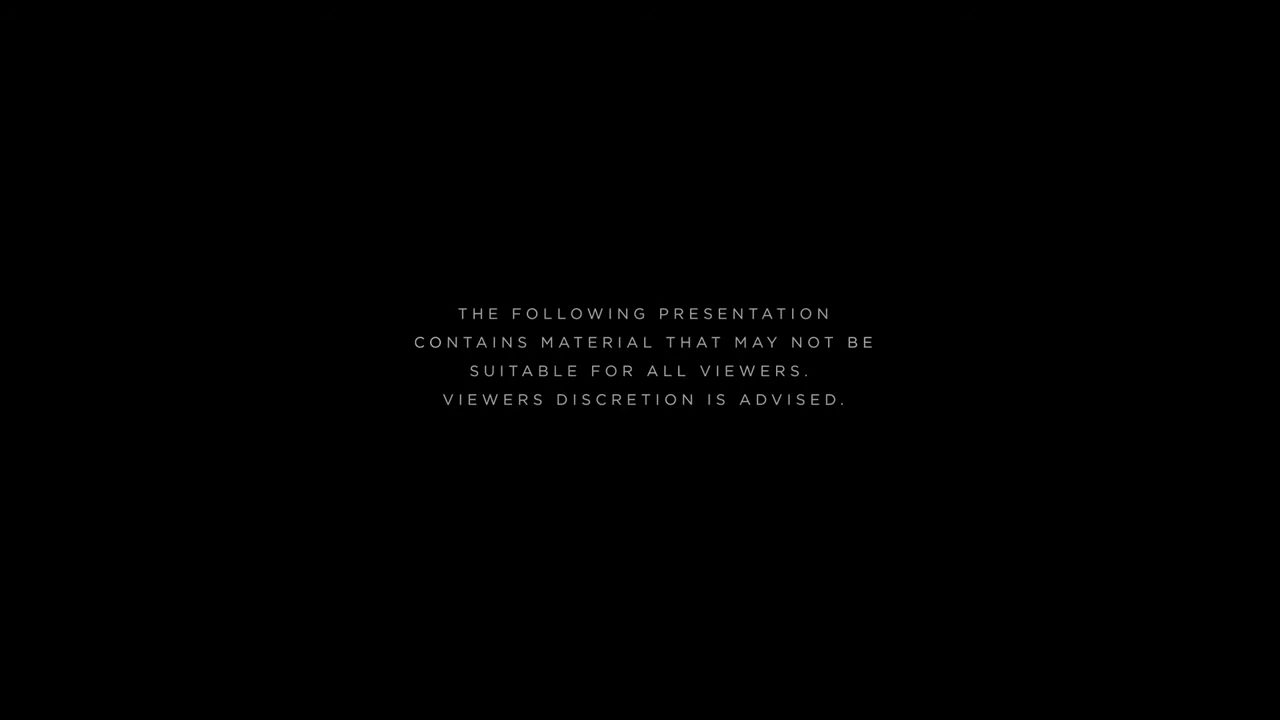 THE FOLLOWING PRESENTATION
CONTAINS MATERIAL THAT MAY NOT BE
SUITABLE FOR ALL VIEWERS.
VIEWERS DISCRETION IS ADVISED.